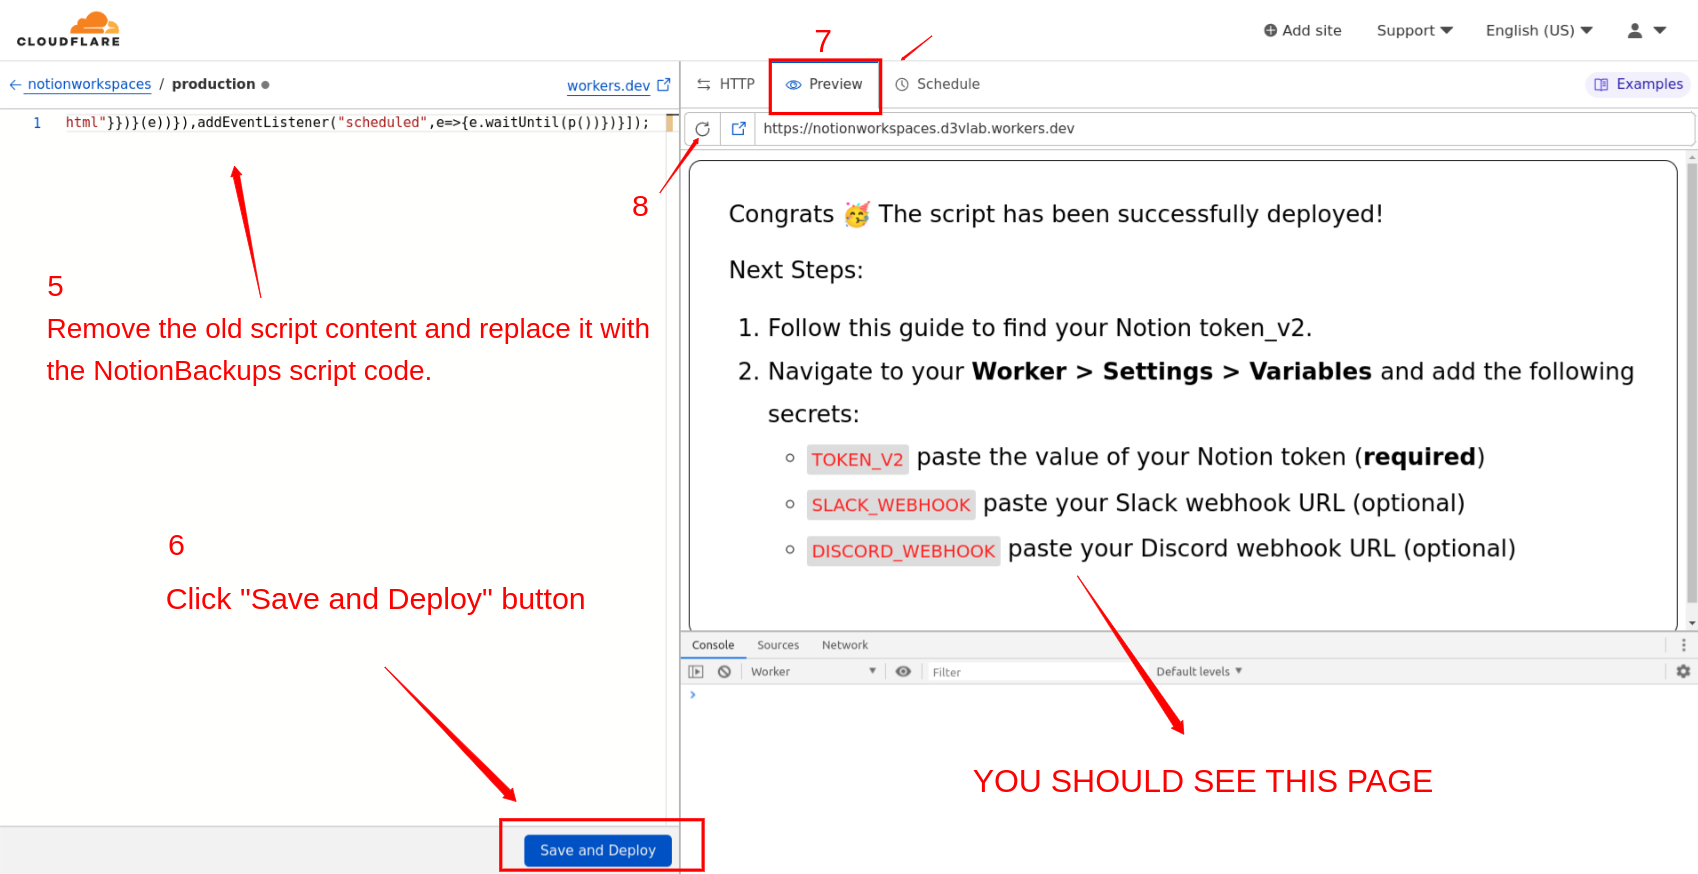 CLOUDFLARE
Add site
Support
English (US)
7
← notionworkspaces / production
workers.dev
HTTP
Preview
Schedule
Examples
1 html"}})}(e))}),addEventListener("scheduled",e=>{e.waitUntil(p())})}]);
https://notionworkspaces.d3vlab.workers.dev
8
Congrats 🥳 The script has been successfully deployed!
Next Steps:
1. Follow this guide to find your Notion token_v2.
2. Navigate to your Worker > Settings > Variables and add the following
secrets:
TOKEN_V2 paste the value of your Notion token (required)
SLACK_WEBHOOK paste your Slack webhook URL (optional)
DISCORD_WEBHOOK paste your Discord webhook URL (optional)
5
Remove the old script content and replace it with
the NotionBackups script code.
6
Click "Save and Deploy" button
Save and Deploy
Console
Sources
Network
Worker
Filter
Default levels
YOU SHOULD SEE THIS PAGE